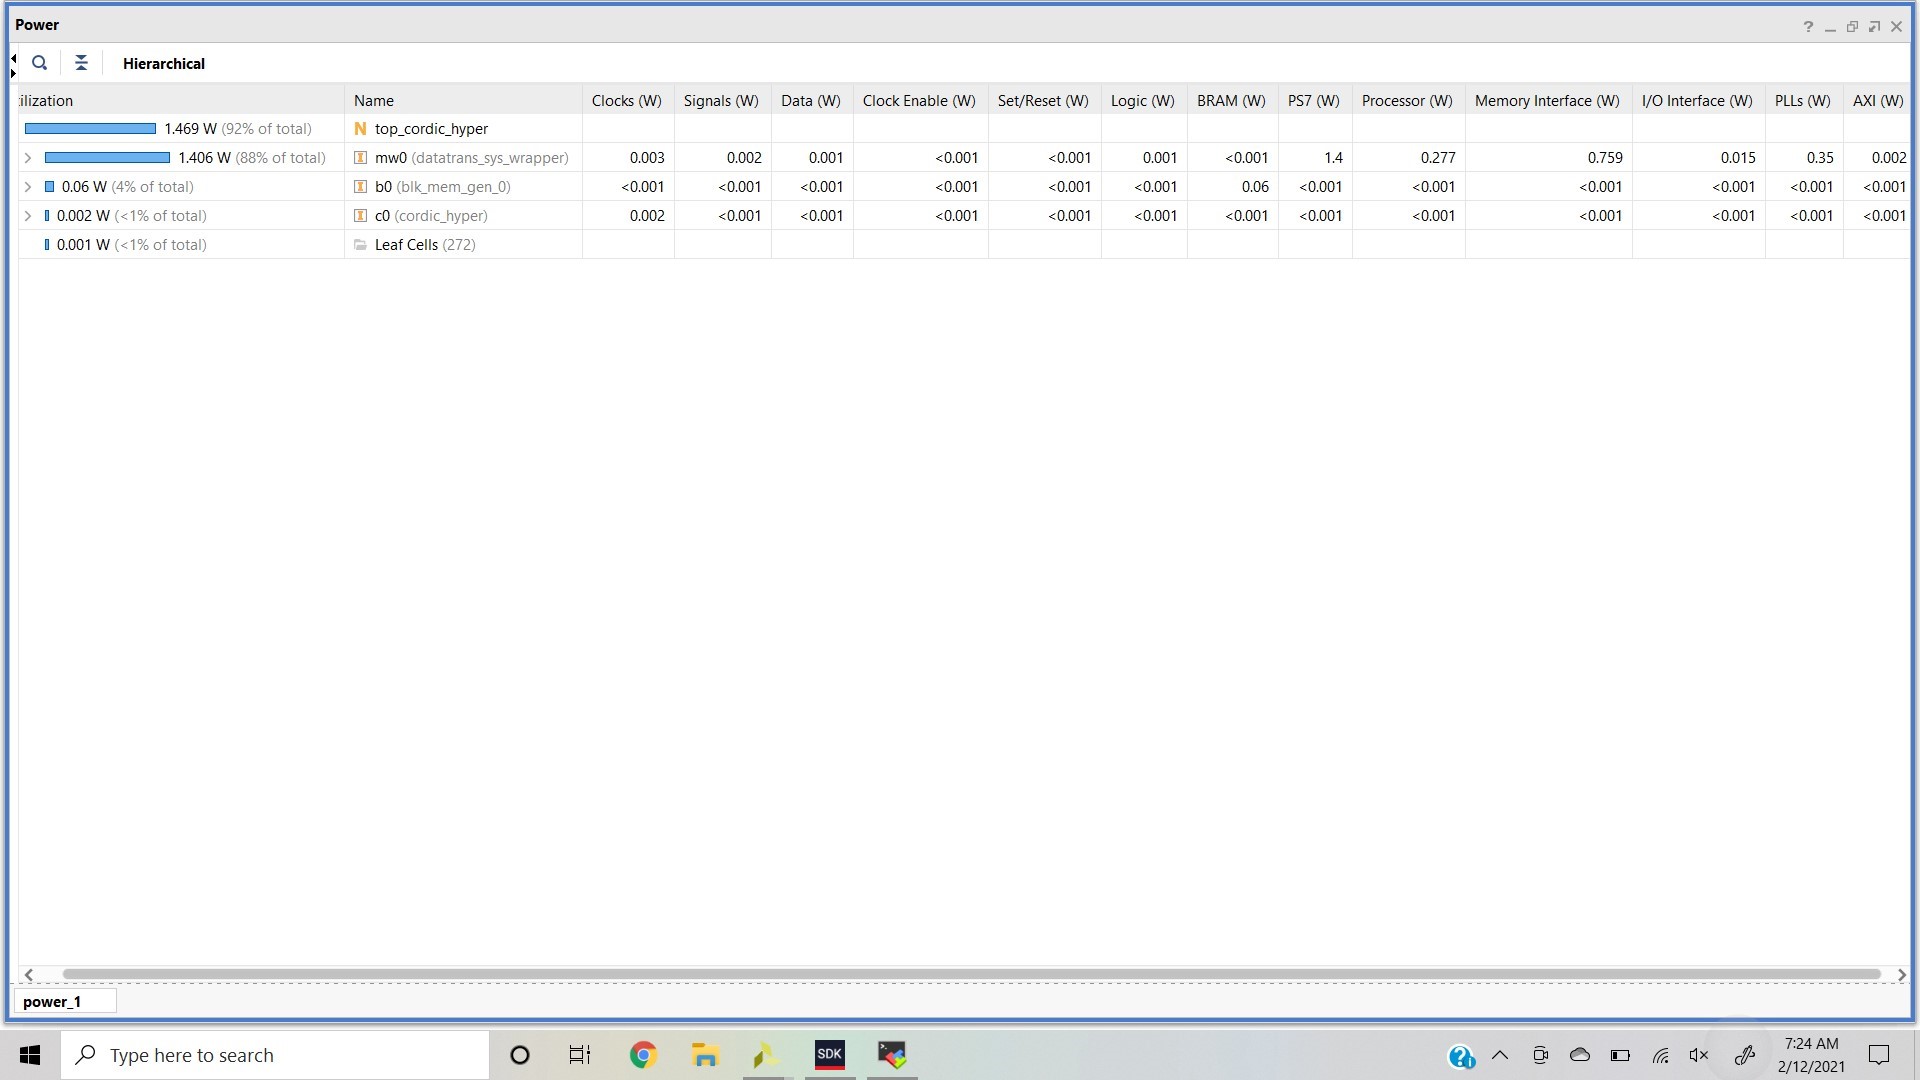 Power
Hierarchical
ilization Name Clocks (W) Signals (W) Data (W) Clock Enable (W) Set/Reset (W) Logic (W) BRAM (W) PS7 (W) Processor (W) Memory Interface (W) I/O Interface (W) PLLs (W) AXI (W)
1.469 W (92% of total) N top_cordic_hyper
1.406 W (88% of total) I mw0 (datatrans_sys_wrapper) 0.003 0.002 0.001 <0.001 <0.001 0.001 <0.001 1.4 0.277 0.759 0.015 0.35 0.002
0.06 W (4% of total) I b0 (blk_mem_gen_0) <0.001 <0.001 <0.001 <0.001 <0.001 <0.001 0.06 <0.001 <0.001 <0.001 <0.001 <0.001 <0.001
0.002 W (<1% of total) I c0 (cordic_hyper) 0.002 <0.001 <0.001 <0.001 <0.001 <0.001 <0.001 <0.001 <0.001 <0.001 <0.001 <0.001 <0.001
0.001 W (<1% of total) Leaf Cells (272)
power_1
Type here to search
SDK
7:24 AM
2/12/2021